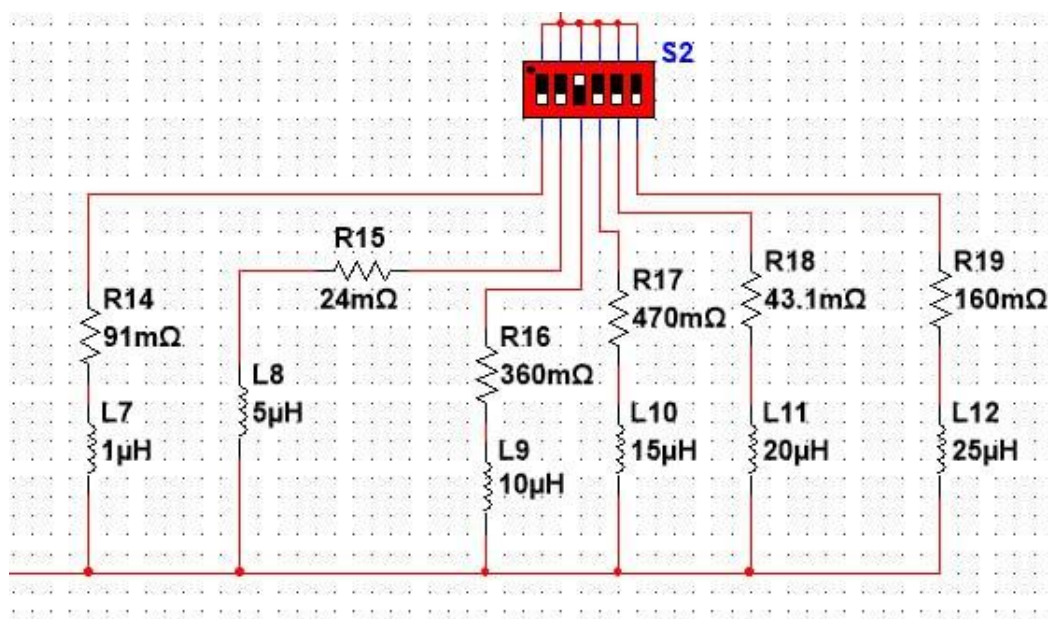 S2
R15
24mΩ
R14
91mΩ
L7
1µH
L8
5µH
R16
360mΩ
L9
10µH
R17
470mΩ
L10
15µH
R18
43.1mΩ
L11
20µH
R19
160mΩ
L12
25µH